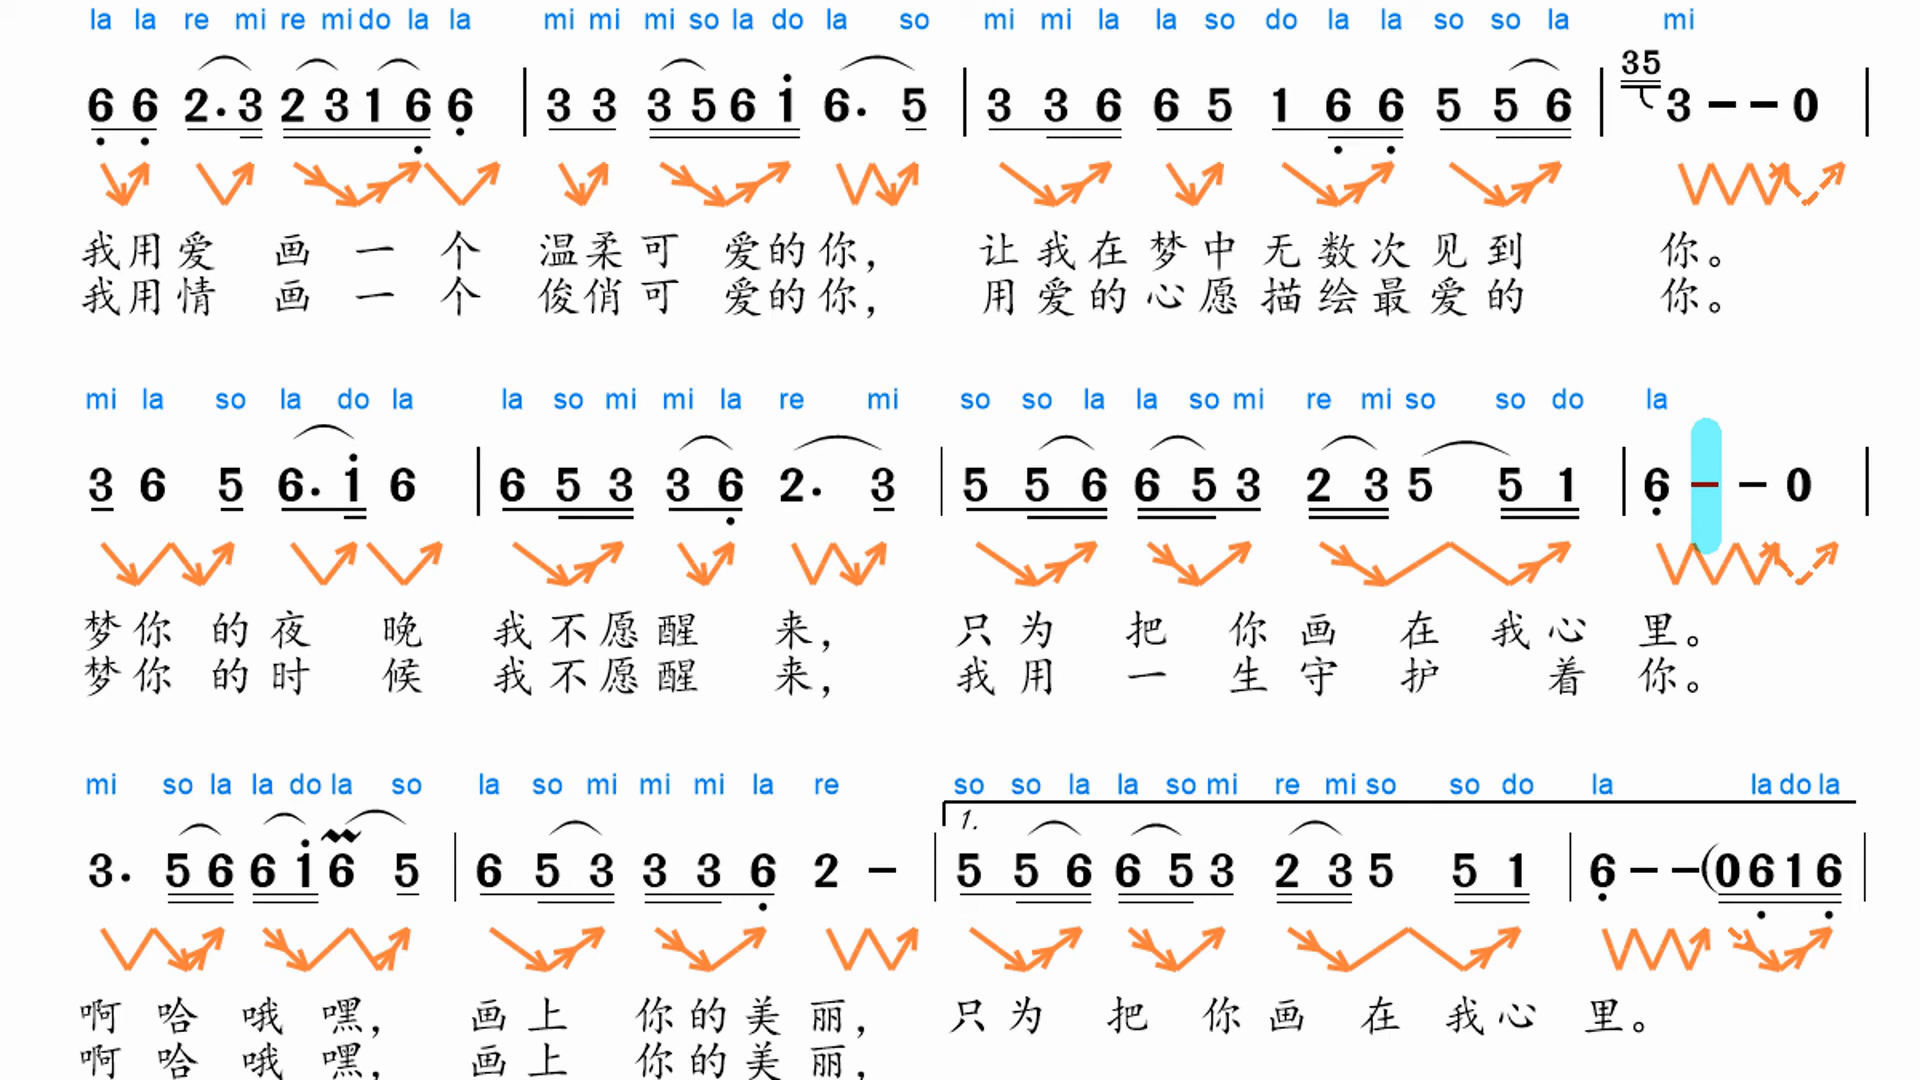 la la re mi re mi do la la mi mi mi so la do la so mi mi la la so do la la so so la mi
6 6 2. 3 2 3 1 6 6 | 3 3 3 5 6 1 6. 5 | 3 3 6 6 5 1 6 6 5 5 6 | 35 3 - - 0 |
我用爱 画 一 个 温柔可 爱的你， 让我在梦中无数次见到 你。
我用情 画 一 个 俊俏可 爱的你， 用爱的心愿描绘最爱的 你。
mi la so la do la la so mi mi la re mi so so la la so mi re mi so so do la
3 6 5 6. 1 6 | 6 5 3 3 6 2. 3 | 5 5 6 6 5 3 2 3 5 5 1 | 6 - - 0 |
梦你 的夜 晚 我不愿醒 来， 只为 把 你画 在 我心 里。
梦你 的时 候 我不愿醒 来， 我用 一 生守 护 着 你。
mi so la la do la so la so mi mi mi la re so so la la so mi re mi so so do la la do la
1.
3. 5 6 6 1 6 5 | 6 5 3 3 3 6 2 - | 5 5 6 6 5 3 2 3 5 5 1 | 6 - - (0 6 1 6 |
啊 哈 哦 嘿， 画上 你的美丽， 只为 把 你画 在 我心 里。
啊 哈 哦 嘿， 画上 你的美丽，